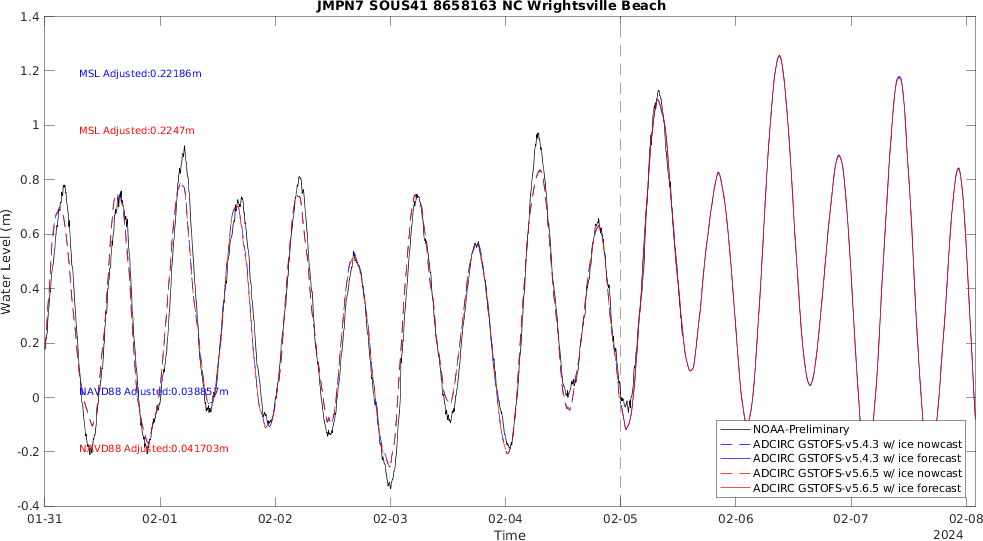 JMPN7 SOUS41 8658163 NC Wrightsville Beach
1.4
1.2
1
0.8
0.6
0.4
0.2
0
-0.2
-0.4
Water Level (m)
MSL Adjusted:0.22186m
MSL Adjusted:0.2247m
NAVD88 Adjusted:0.038857m
NAVD88 Adjusted:0.041703m
NOAA-Preliminary
ADCIRC GSTOFS-v5.4.3 w/ ice nowcast
ADCIRC GSTOFS-v5.4.3 w/ ice forecast
ADCIRC GSTOFS-v5.6.5 w/ ice nowcast
ADCIRC GSTOFS-v5.6.5 w/ ice forecast
01-31 02-01 02-02 02-03 02-04 02-05 02-06 02-07 02-08
Time
2024